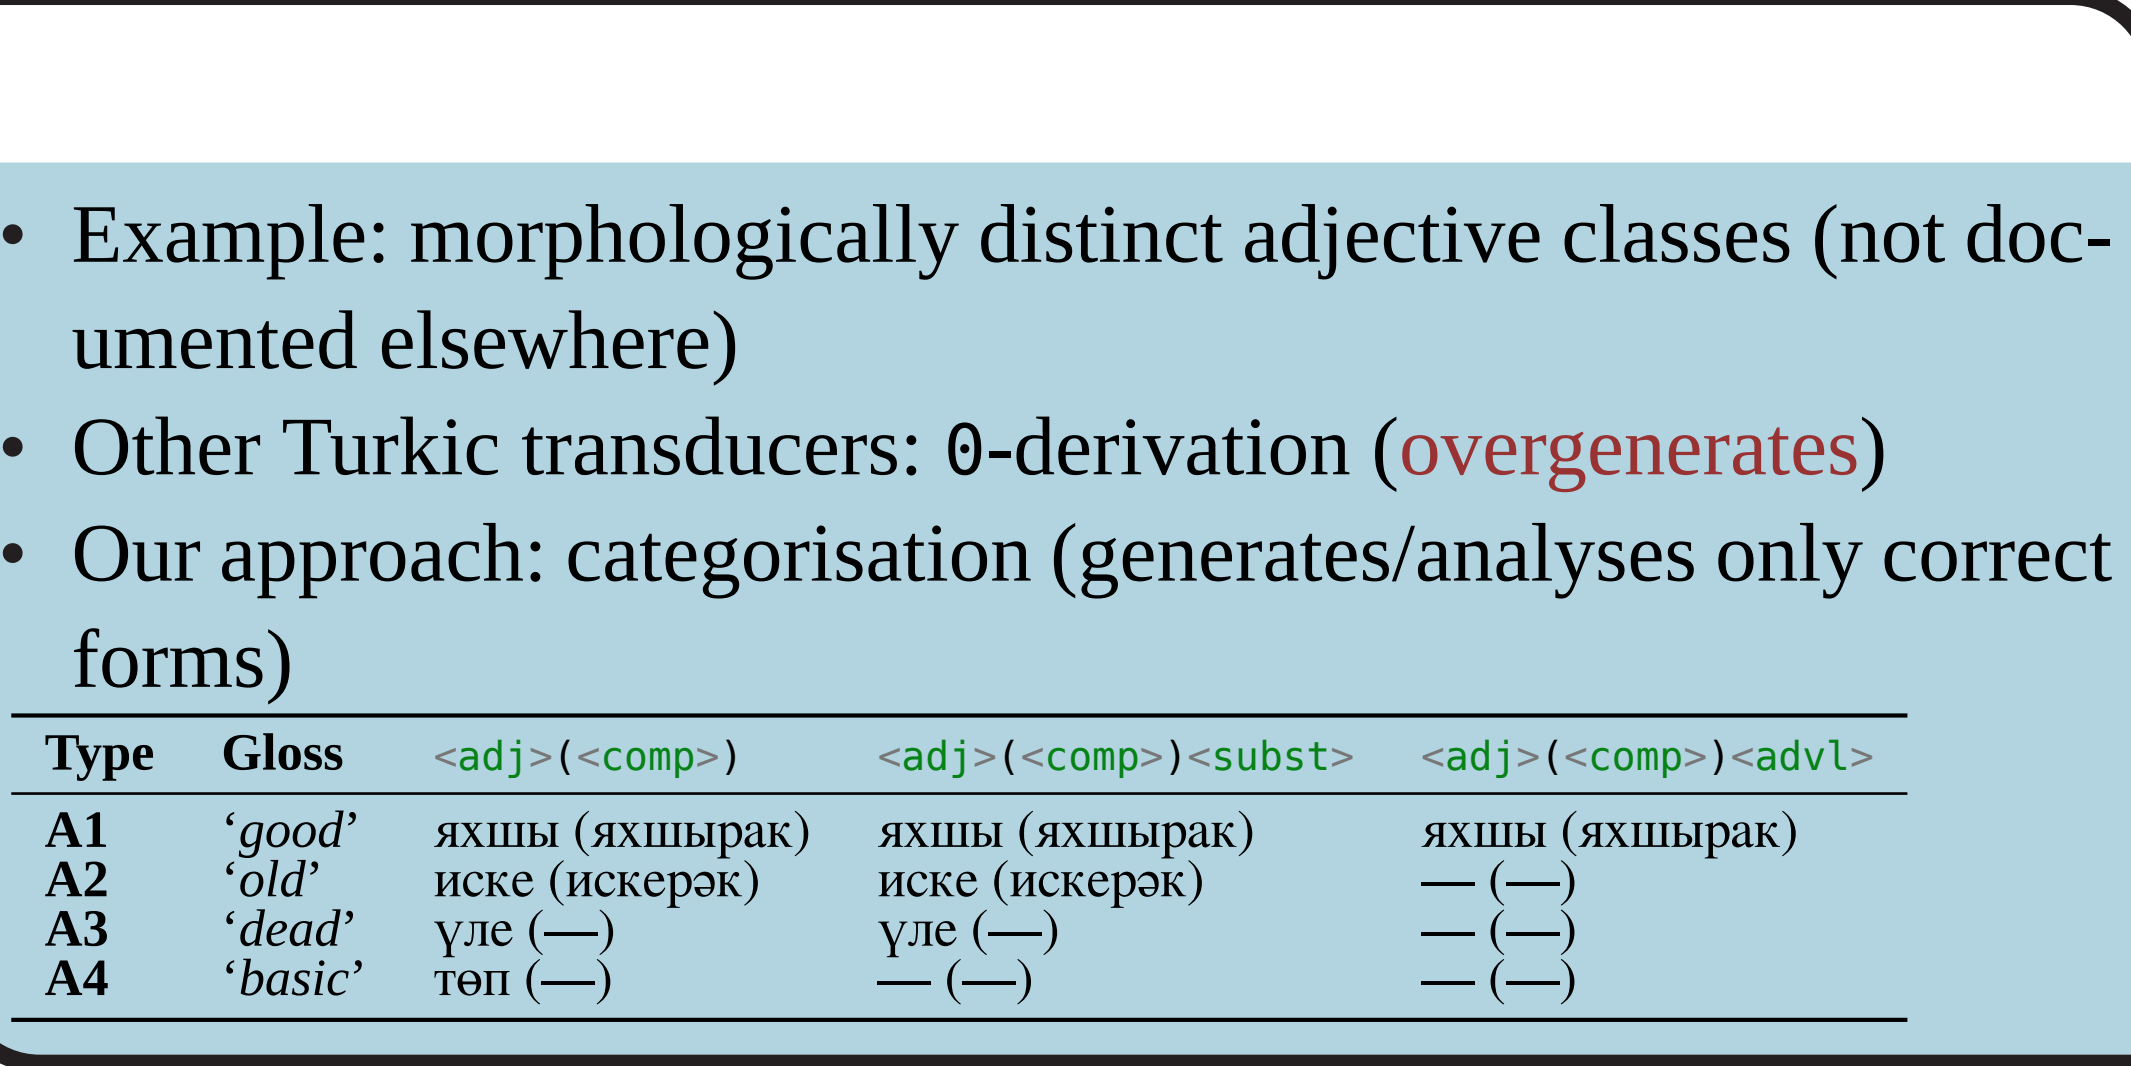 • Example: morphologically distinct adjective classes (not doc-
umented elsewhere)
• Other Turkic transducers: 0-derivation (overgenerates)
• Our approach: categorisation (generates/analyses only correct
forms)
Type Gloss <adj>(<comp>) <adj>(<comp>)<subst> <adj>(<comp>)<advl>
A1 ‘good’ яхшы (яхшырак) яхшы (яхшырак) яхшы (яхшырак)
A2 ‘old’ иске (искерәк) иске (искерәк) — (—)
A3 ‘dead’ үле (—) үле (—) — (—)
A4 ‘basic’ төп (—) — (—) — (—)